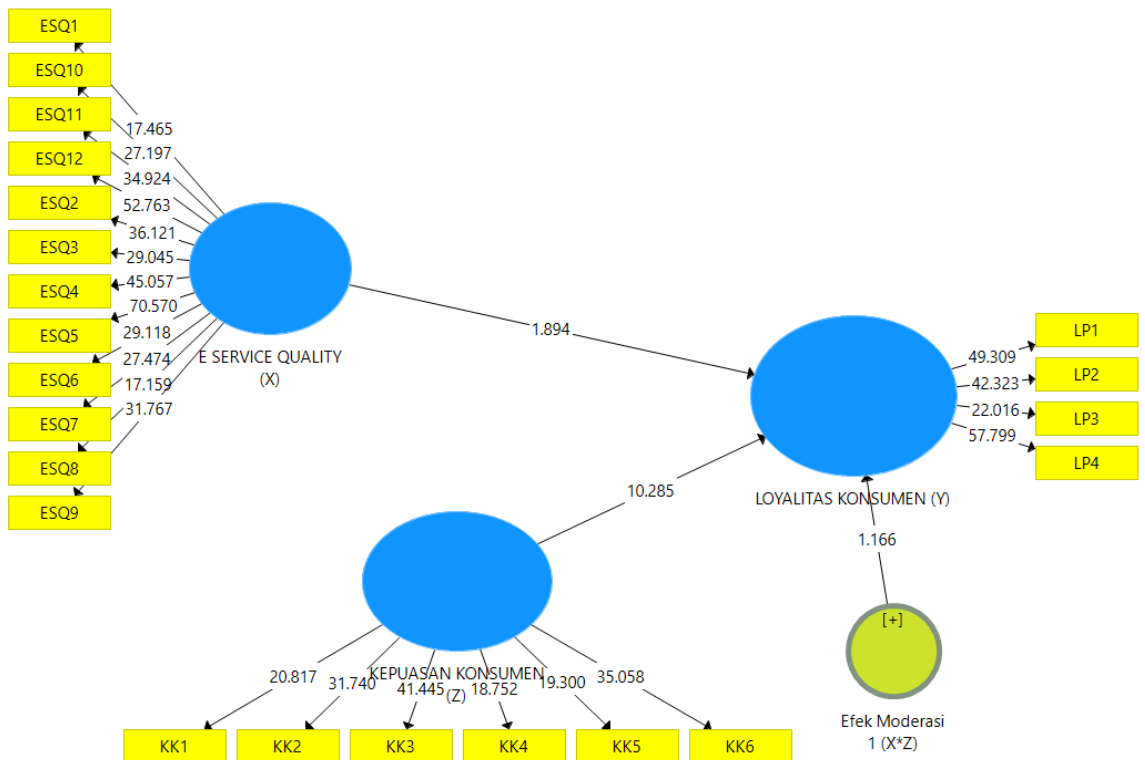 ESQ1
ESQ10
ESQ11
ESQ12
ESQ2
ESQ3
ESQ4
ESQ5
ESQ6
ESQ7
ESQ8
ESQ9
17.465
27.197
34.924
52.763
36.121
29.045
45.057
70.570
29.118
27.474
17.159
31.767
E SERVICE QUALITY
(X)
1.894
10.285
LOYALITAS KONSUMEN (Y)
49.309
42.323
22.016
57.799
LP1
LP2
LP3
LP4
1.166
[+]
Efek Moderasi
1 (X*Z)
KEPUASAN KONSUMEN
(Z)
20.817
31.740
41.445
18.752
19.300
35.058
KK1
KK2
KK3
KK4
KK5
KK6